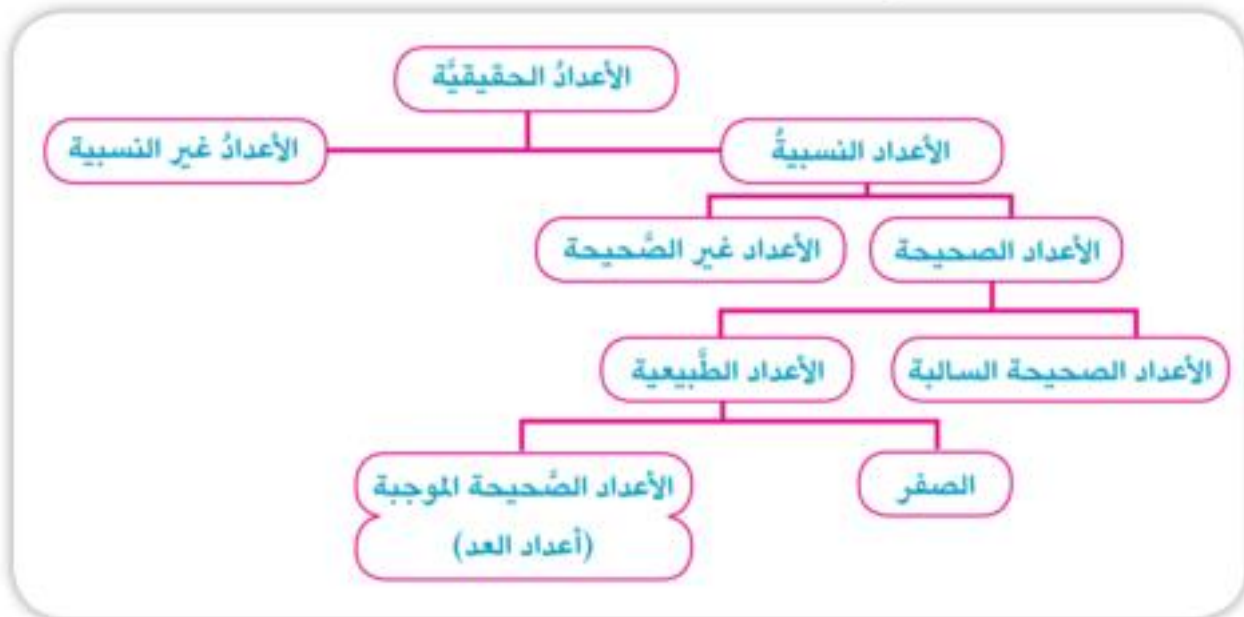 الأعدادُ الحقيقيَّة
الأعداد النسبيةُ
الأعدادُ غير النسبية
الأعداد الصحيحة
الأعداد غير الصَّحيحة
الأعداد الصحيحة السالبة
الأعداد الطَّبيعية
الصفر
الأعداد الصَّحيحة الموجبة
(أعداد العد)